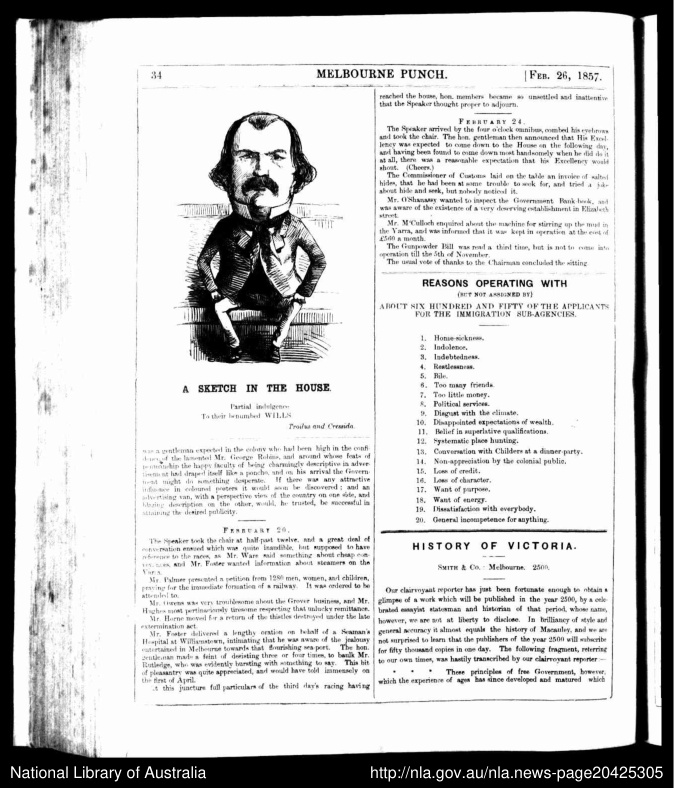 34
MELBOURNE PUNCH.
[FEB. 26, 1857.
A SKETCH IN THE HOUSE.
Partial indulgence
To their benumbed WILLS
Troilus and Cressida.
was a gentleman expected in the colony who had been high in the confi-
dence of the lamented Mr. George Robins, and around whose feats of
penmanship the happy faculty of being charmingly descriptive in adver-
tisement had draped itself like a poncho, and on his arrival the Govern-
ment might do something desperate. If there was any attractive
influence in coloured posters it would soon be discovered; and an
advertising van, with a perspective view of the country on one side, and
blazing description on the other, would, he trusted, be successful in
attaining the desired publicity.
FEBRUARY 20.
The Speaker took the chair at half-past twelve, and a great deal of
conversation ensued which was quite inaudible, but supposed to have
reference to the races, as Mr. Ware said something about cheap con-
veyances, and Mr. Foster wanted information about steamers on the
Yarra.
Mr. Palmer presented a petition from 1280 men, women, and children,
praying for the immediate formation of a railway. It was ordered to be
attended to.
Mr. Owens was very troublesome about the Grover business, and Mr.
Hughes most pertinaciously tiresome respecting that unlucky remittance.
Mr. Horne moved for a return of the thistles destroyed under the late
extermination act.
Mr. Foster delivered a lengthy oration on behalf of a Seaman's
Hospital at Williamstown, intimating that he was aware of the jealousy
entertained in Melbourne towards that flourishing sea-port. The hon.
gentleman made a feint of desisting three or four times, to baulk Mr.
Rutledge, who was evidently bursting with something to say. This bit
of pleasantry was quite appreciated, and would have told immensely on
the first of April.
At this juncture full particulars of the third day's racing having
reached the house, hon. members became so unsettled and inattentive
that the Speaker thought proper to adjourn.
FEBRUARY 24.
The Speaker arrived by the four o'clock omnibus, combed his eyebrows
and took the chair. The hon. gentleman then announced that His Excel-
lency was expected to come down to the House on the following day,
and having been found to come down most handsomely when he did do it
at all, there was a reasonable expectation that his Excellency would
shout. (Cheers.)
The Commissioner of Customs laid on the table an invoice of salted
hides, that he had been at some trouble to seek for, and tried a joke
about hide and seek, but nobody noticed it.
Mr. O'Shanassy wanted to inspect the Government Bank-book, and
was aware of the existence of a very deserving establishment in Elizabeth
street.
Mr. M'Culloch enquired about the machine for stirring up the mud in
the Yarra, and was informed that it was kept in operation at the cost of
£500 a month.
The Gunpowder Bill was read a third time, but is not to come into
operation till the 5th of November.
The usual vote of thanks to the Chairman concluded the sitting
REASONS OPERATING WITH
(BUT NOT ASSIGNED BY)
ABOUT SIX HUNDRED AND FIFTY OF THE APPLICANTS
FOR THE IMMIGRATION SUB-AGENCIES.
1. Home-sickness.
2. Indolence.
3. Indebtedness.
4. Restlessness.
5. Bile.
6. Too many friends.
7. Too little money.
8. Political services.
9. Disgust with the climate.
10. Disappointed expectations of wealth.
11. Belief in superlative qualifications.
12. Systematic place hunting.
13. Conversation with Childers at a dinner-party.
14. Non-appreciation by the colonial public.
15. Loss of credit.
16. Loss of character.
17. Want of purpose.
18. Want of energy.
19. Dissatisfaction with everybody.
20. General incompetence for anything.
HISTORY OF VICTORIA.
SMITH & Co. : Melbourne. 2500.
Our clairvoyant reporter has just been fortunate enough to obtain a
glimpse of a work which will be published in the year 2500, by a cele-
brated essayist statesman and historian of that period, whose name,
however, we are not at liberty to disclose. In brilliancy of style and
general accuracy it almost equals the history of Macauley, and we are
not surprised to learn that the publishers of the year 2500 will subscribe
for fifty thousand copies in one day. The following fragment, referring
to our own times, was hastily transcribed by our clairvoyant reporter:—
* * * These principles of free Government, however,
which the experience of ages has since developed and matured which
National Library of Australia
http://nla.gov.au/nla.news-page20425305